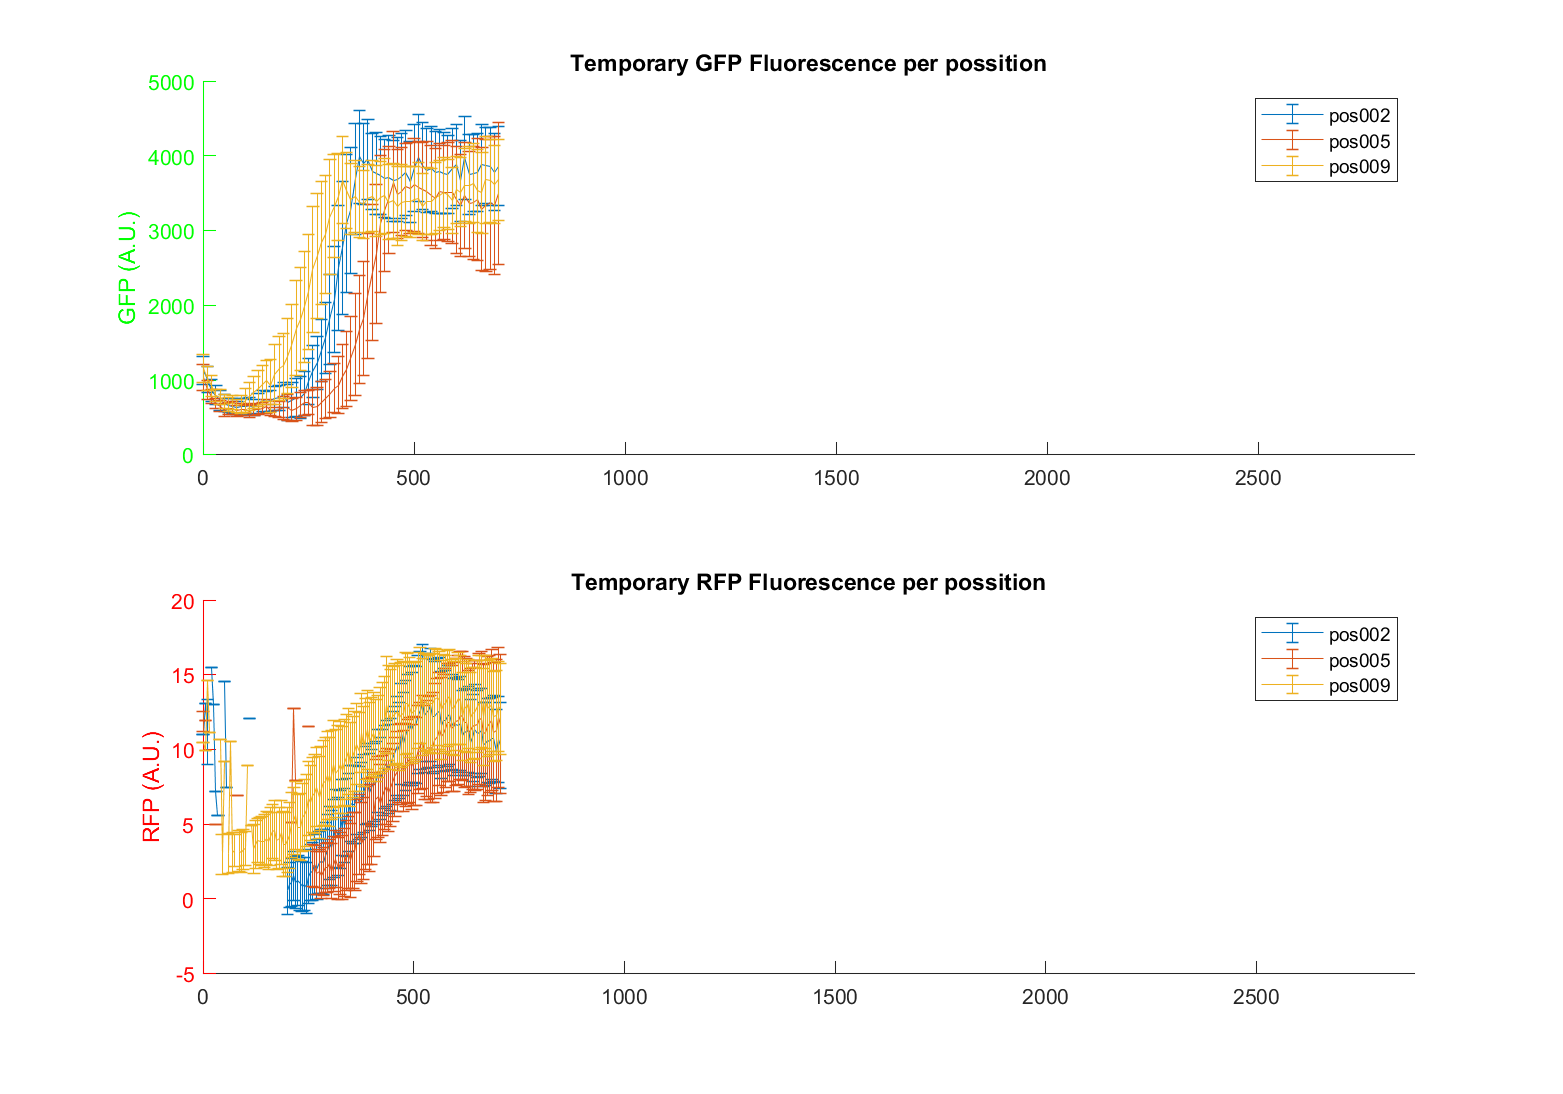 Temporary GFP Fluorescence per possition
5000
4000
3000
2000
1000
0
GFP (A.U.)
0 500 1000 1500 2000 2500
pos002
pos005
pos009
Temporary RFP Fluorescence per possition
20
15
10
5
0
-5
RFP (A.U.)
0 500 1000 1500 2000 2500
pos002
pos005
pos009